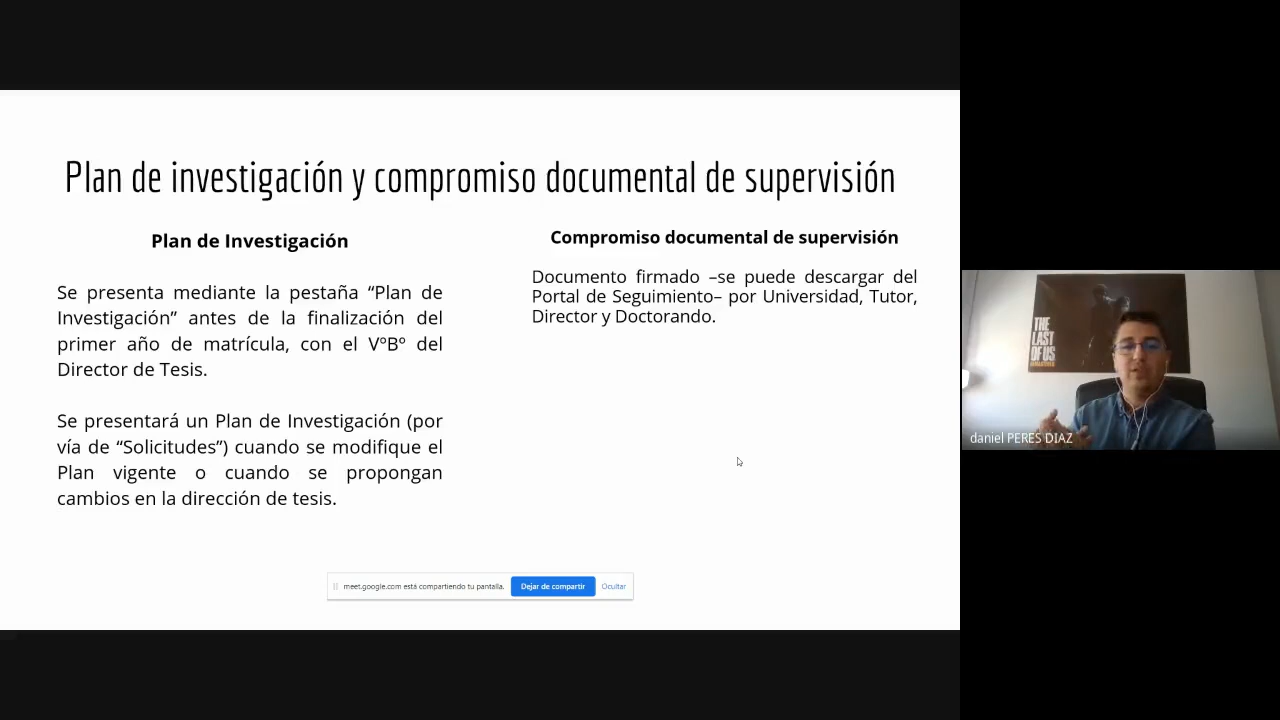 Plan de investigación y compromiso documental de supervisión
Plan de Investigación
Se presenta mediante la pestaña “Plan de
Investigación” antes de la finalización del
primer año de matrícula, con el VºBº del
Director de Tesis.
Se presentará un Plan de Investigación (por
vía de “Solicitudes”) cuando se modifique el
Plan vigente o cuando se propongan
cambios en la dirección de tesis.
Compromiso documental de supervisión
Documento firmado –se puede descargar del
Portal de Seguimiento– por Universidad, Tutor,
Director y Doctorando.
meet.google.com está compartiendo tu pantalla.
Dejar de compartir
Ocultar
THE
LAST
OF US
daniel PERES DIAZ